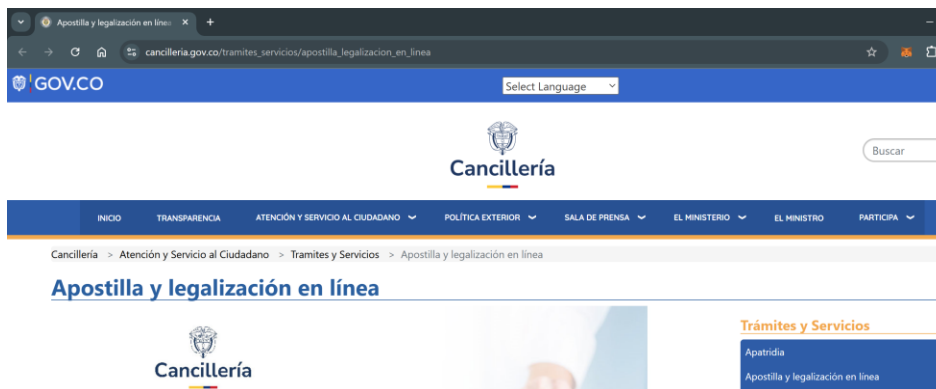 Apostilla y legalización en línea
cancilleria.gov.co/tramites_servicios/apostilla_legalizacion_en_linea
GOV.CO
Select Language
Cancillería
Buscar
INICIO TRANSPARENCIA ATENCIÓN Y SERVICIO AL CIUDADANO POLÍTICA EXTERIOR SALA DE PRENSA EL MINISTERIO EL MINISTRO PARTICIPA
Cancillería > Atención y Servicio al Ciudadano > Tramites y Servicios > Apostilla y legalización en línea
Apostilla y legalización en línea
Cancillería
Trámites y Servicios
Apatridia
Apostilla y legalización en línea